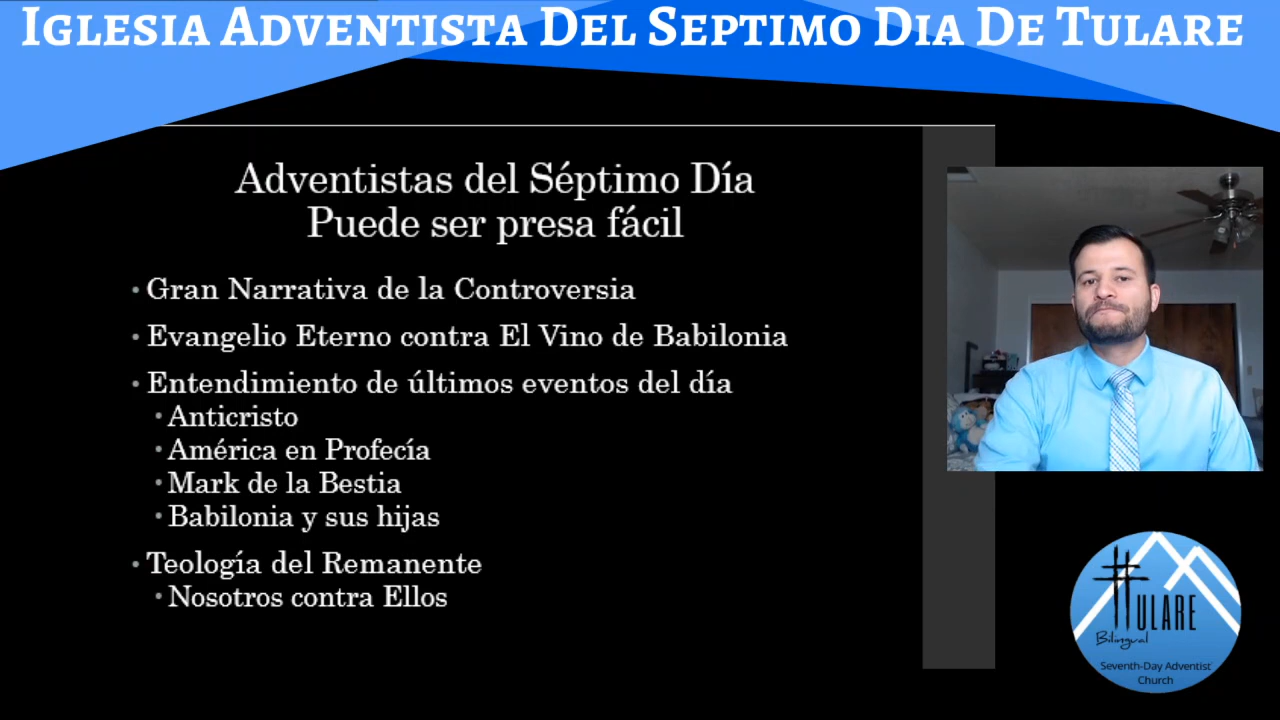 Iglesia Adventista Del Septimo Dia De Tulare
Adventistas del Séptimo Día
Puede ser presa fácil
• Gran Narrativa de la Controversia
• Evangelio Eterno contra El Vino de Babilonia
• Entendimiento de últimos eventos del día
• Anticristo
• América en Profecía
• Mark de la Bestia
• Babilonia y sus hijas
• Teología del Remanente
• Nosotros contra Ellos
Tulare
Bilingual
Seventh-Day Adventist
Church